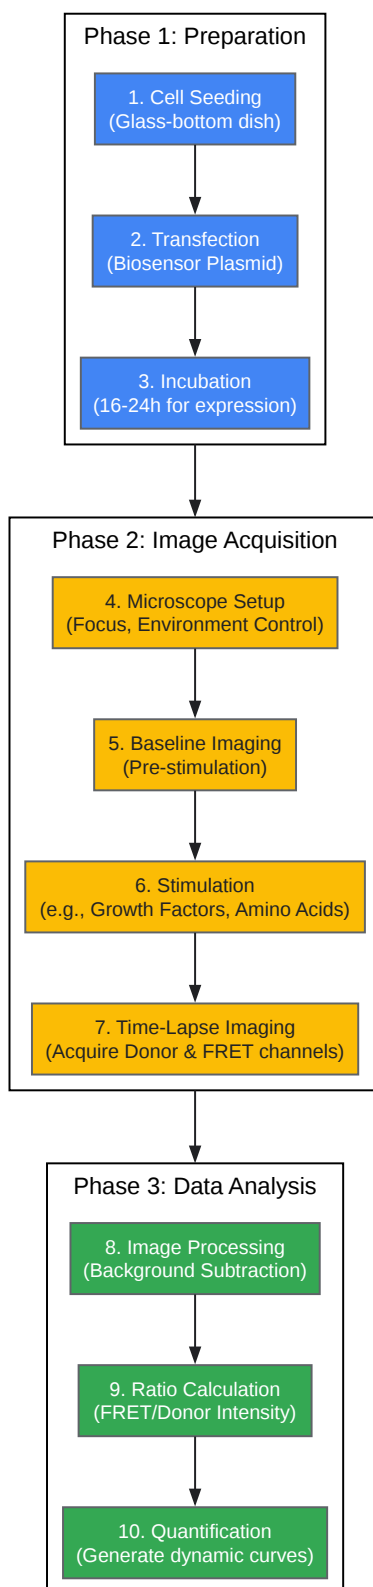 Phase 1: Preparation
1. Cell Seeding
(Glass-bottom dish)
2. Transfection
(Biosensor Plasmid)
3. Incubation
(16-24h for expression)
Phase 2: Image Acquisition
4. Microscope Setup
(Focus, Environment Control)
5. Baseline Imaging
(Pre-stimulation)
6. Stimulation
(e.g., Growth Factors, Amino Acids)
7. Time-Lapse Imaging
(Acquire Donor & FRET channels)
Phase 3: Data Analysis
8. Image Processing
(Background Subtraction)
9. Ratio Calculation
(FRET/Donor Intensity)
10. Quantification
(Generate dynamic curves)